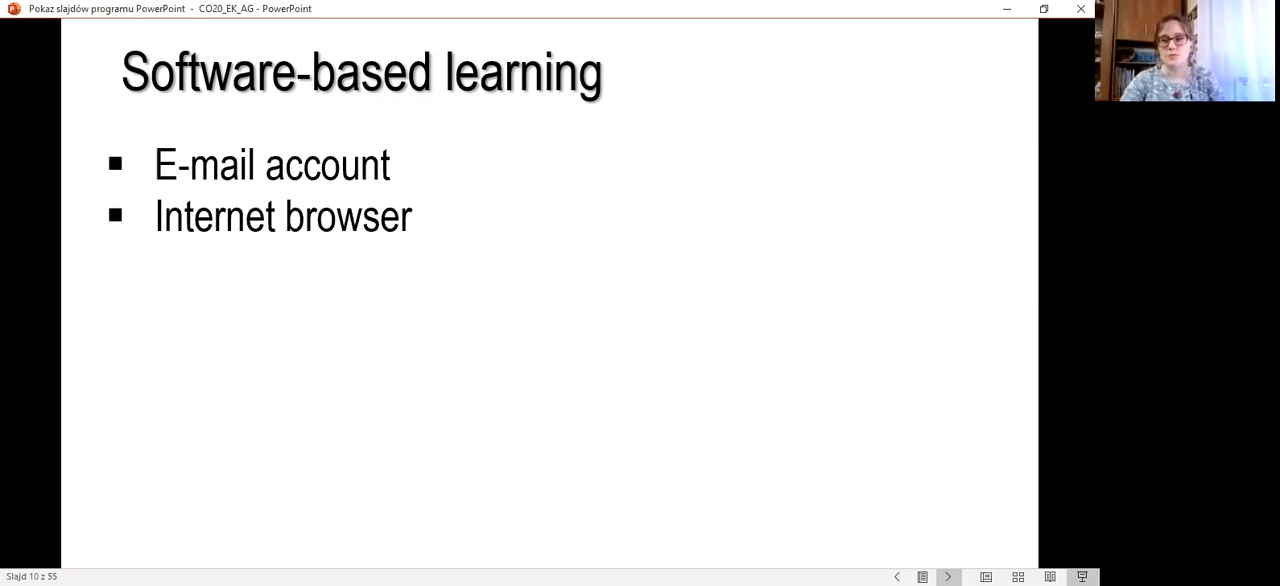 Pokaz slajdów programu PowerPoint - CO20_EK_AG - PowerPoint
Software-based learning
E-mail account
Internet browser
Slajd 10 z 55